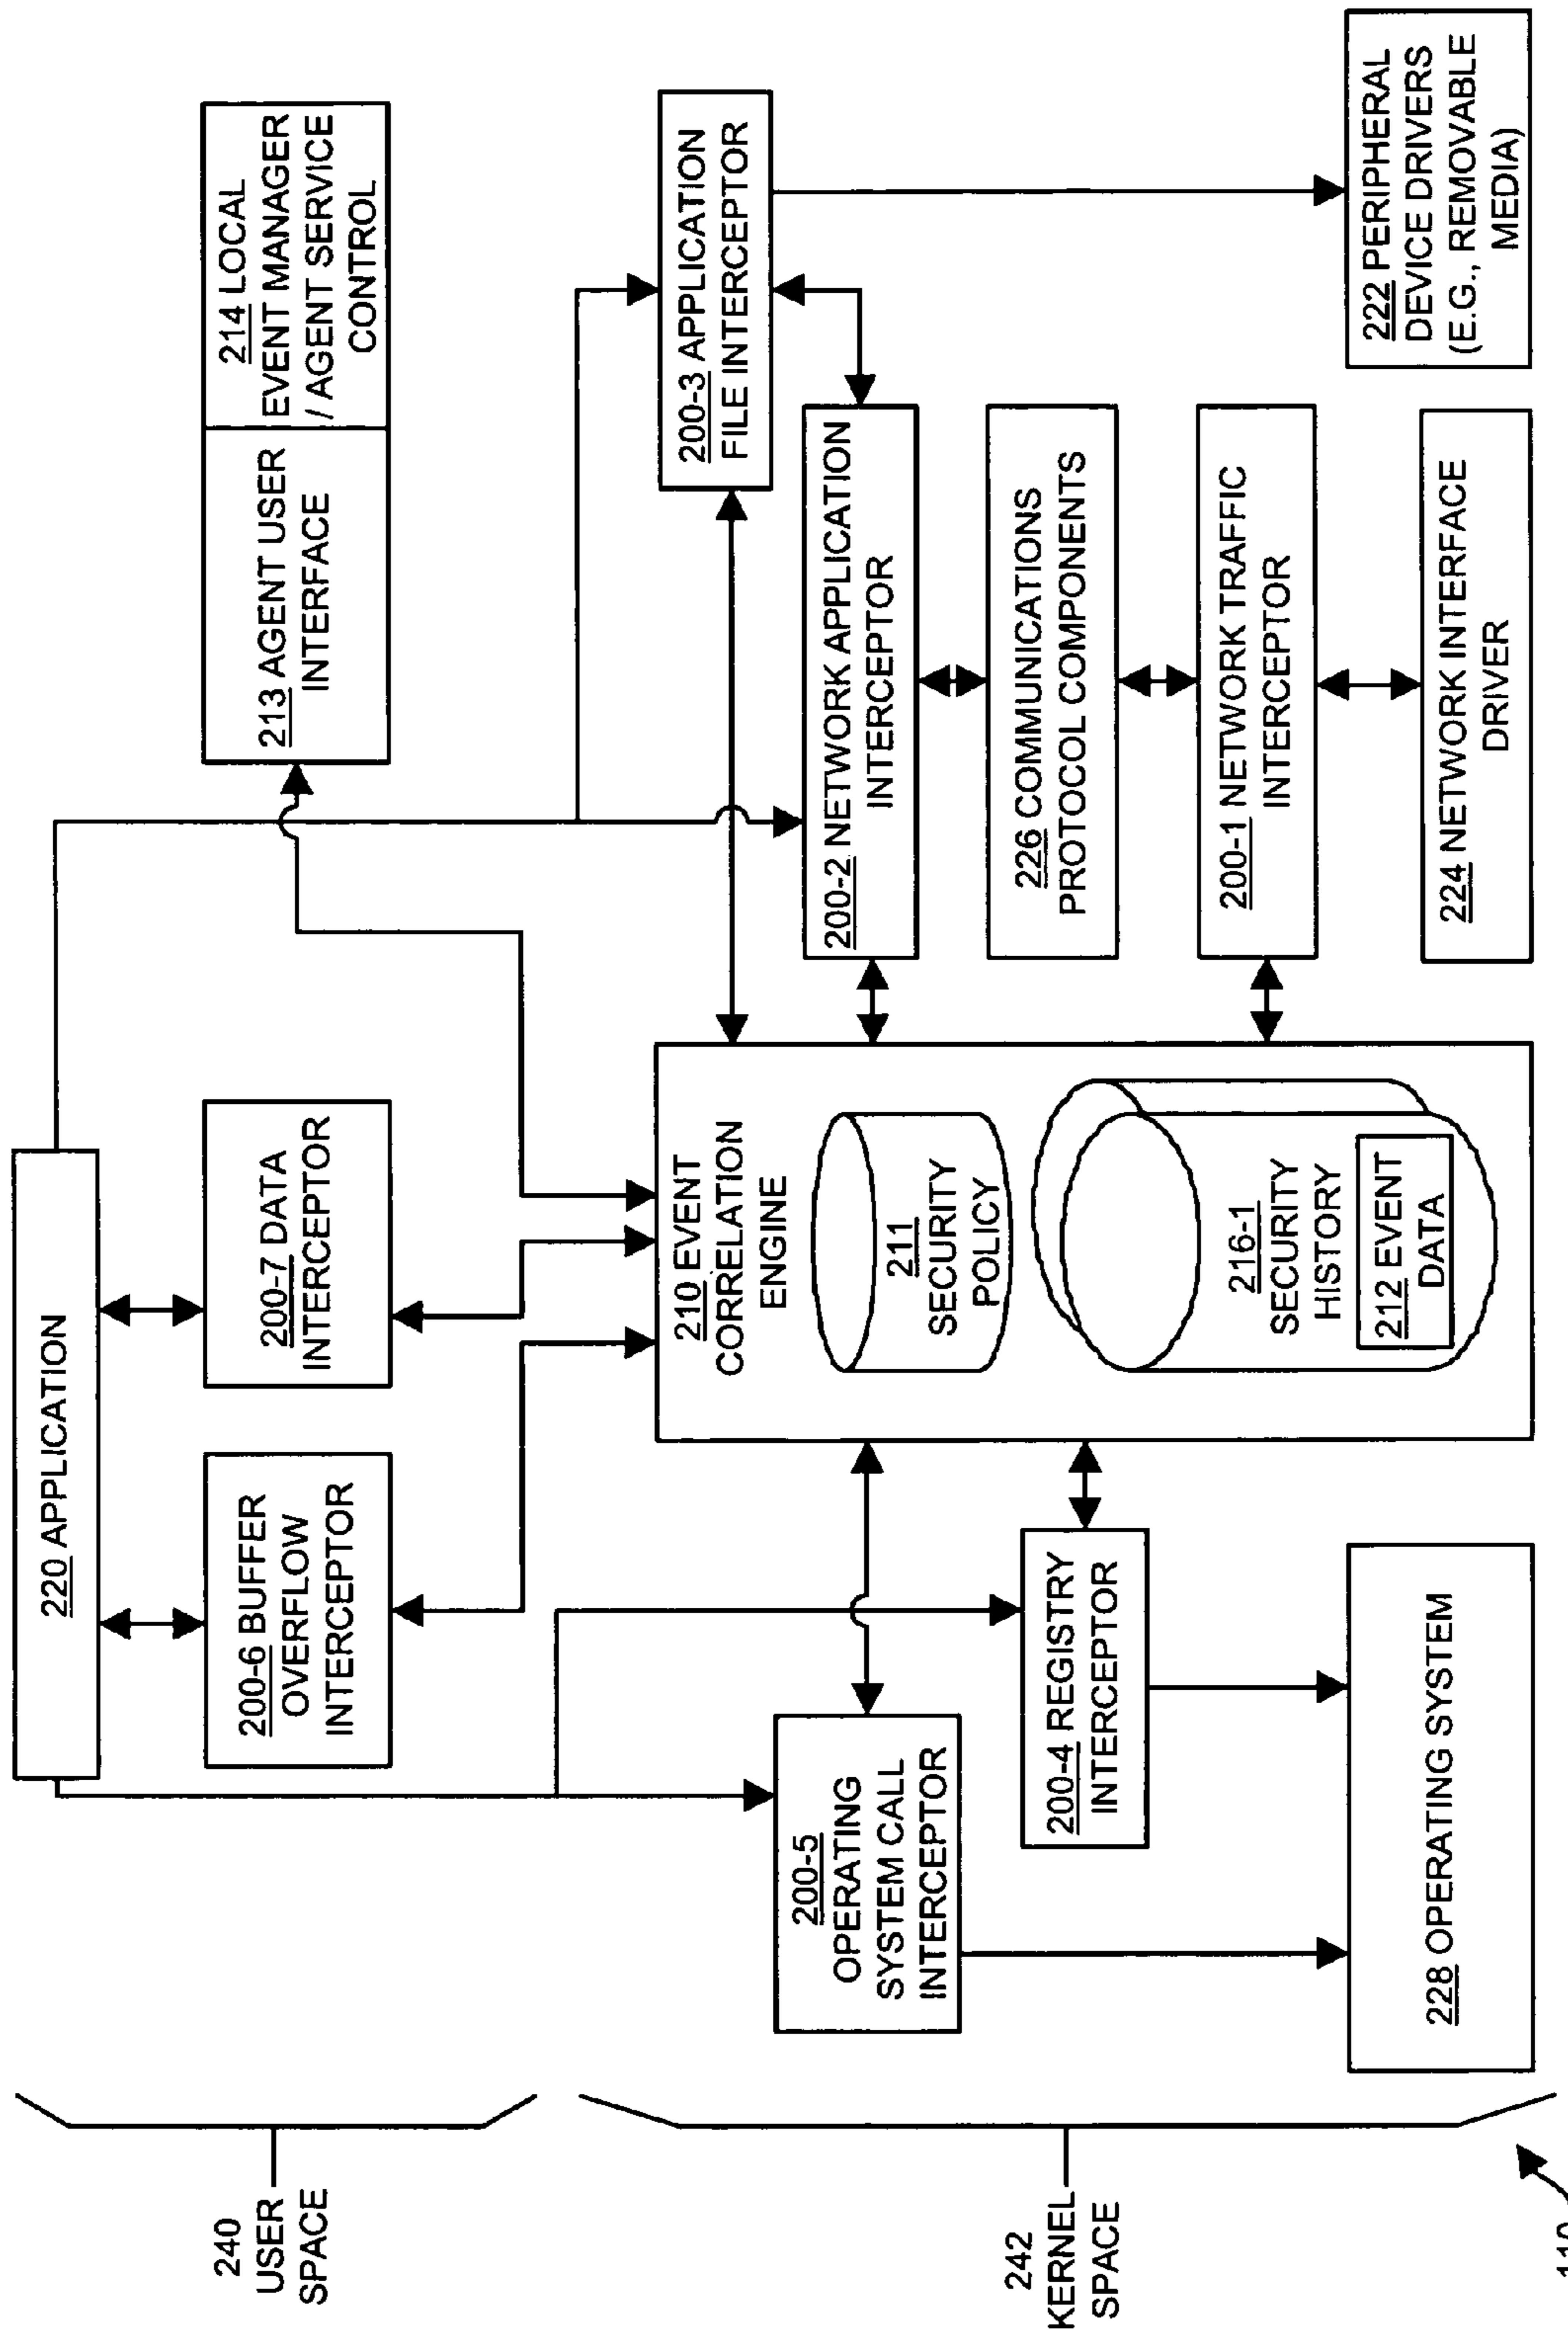 220 APPLICATION
200-6 BUFFER
OVERFLOW
INTERCEPTOR
200-7 DATA
INTERCEPTOR
213 AGENT USER
INTERFACE
214 LOCAL
EVENT MANAGER
/ AGENT SERVICE
CONTROL
240
USER
SPACE
200-5
OPERATING
SYSTEM CALL
INTERCEPTOR
200-4 REGISTRY
INTERCEPTOR
228 OPERATING SYSTEM
210 EVENT
CORRELATION
ENGINE
211
SECURITY
POLICY
216-1
SECURITY
HISTORY
212 EVENT
DATA
200-3 APPLICATION
FILE INTERCEPTOR
200-2 NETWORK APPLICATION
INTERCEPTOR
226 COMMUNICATIONS
PROTOCOL COMPONENTS
200-1 NETWORK TRAFFIC
INTERCEPTOR
224 NETWORK INTERFACE
DRIVER
222 PERIPHERAL
DEVICE DRIVERS
(E.G., REMOVABLE
MEDIA)
242
KERNEL
SPACE